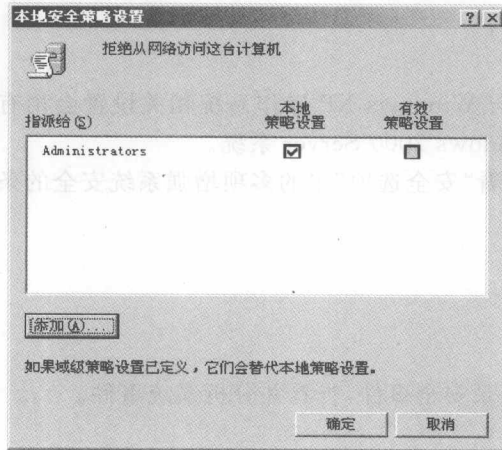 本地安全策略设置
拒绝从网络访问这台计算机
指派给(S)
本地
策略设置
有效
策略设置
Administrators
添加(A)...
如果域级策略设置已定义，它们会替代本地策略设置。
确定
取消